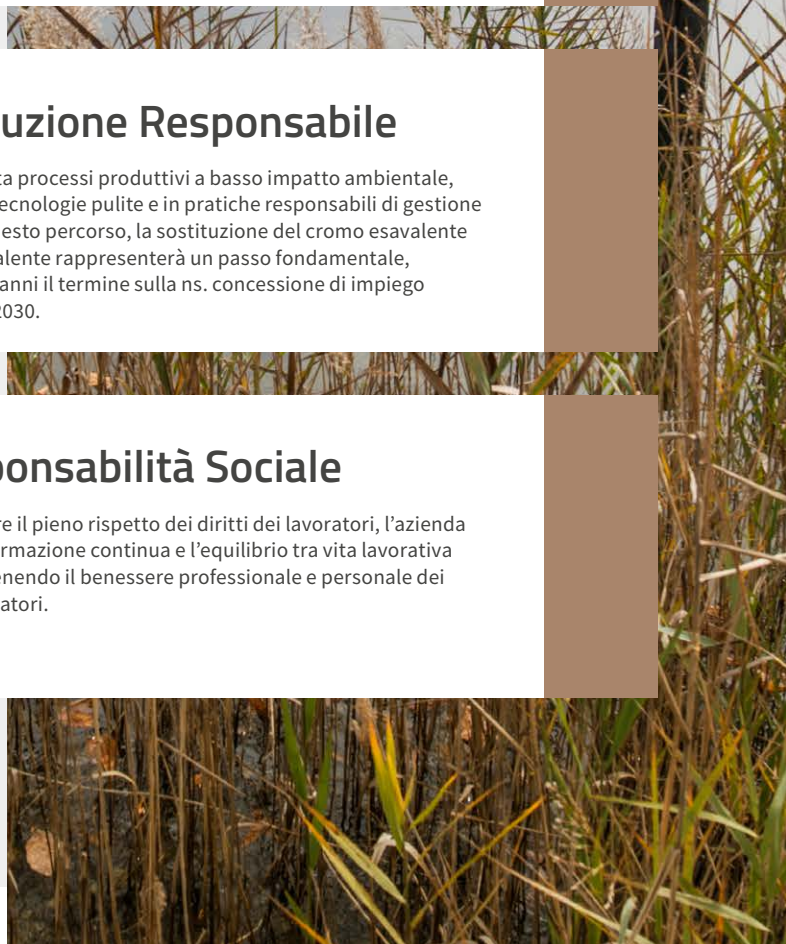 uzione Responsabile
ta processi produttivi a basso impatto ambientale,
ecnologie pulite e in pratiche responsabili di gestione
esto percorso, la sostituzione del cromo esavalente
alente rappresenterà un passo fondamentale,
anni il termine sulla ns. concessione di impiego
2030.
onsabilità Sociale
re il pieno rispetto dei diritti dei lavoratori, l’azienda
rmazione continua e l’equilibrio tra vita lavorativa
enendo il benessere professionale e personale dei
atori.